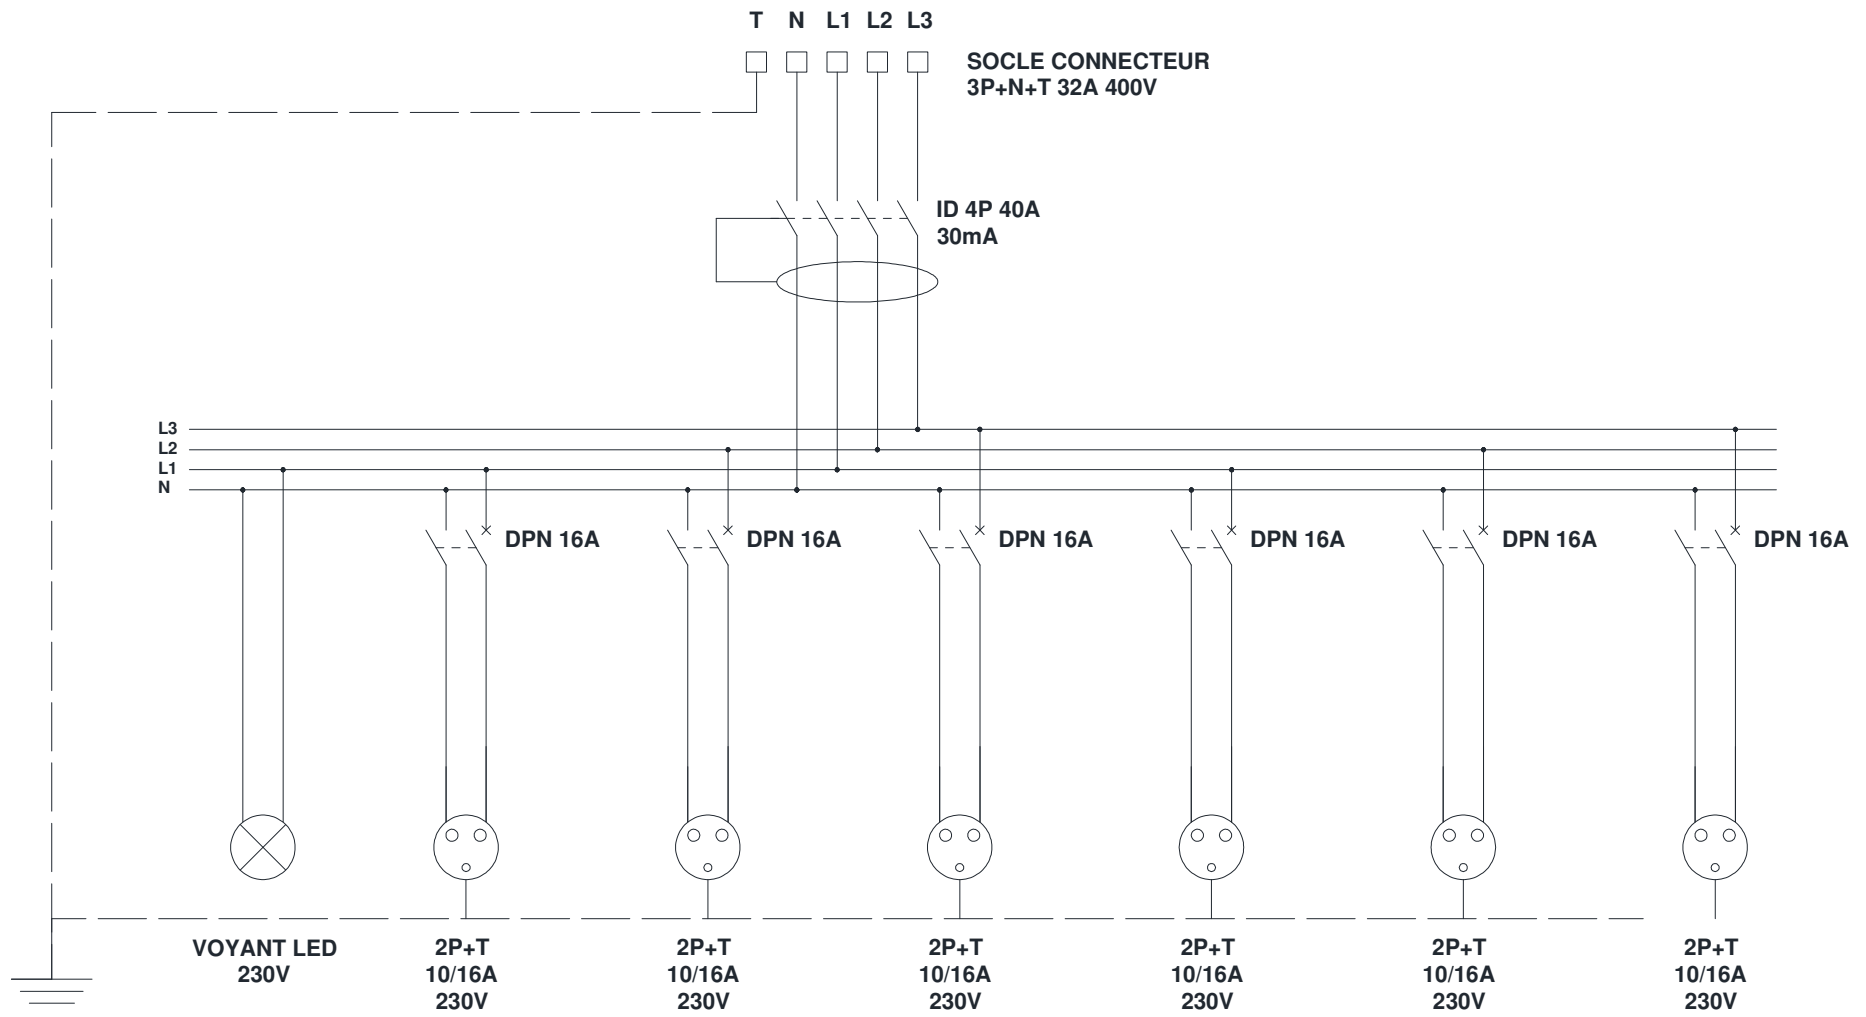 T N L1 L2 L3
SOCLE CONNECTEUR
3P+N+T 32A 400V
ID 4P 40A
30mA
L3
L2
L1
N
DPN 16A
DPN 16A
DPN 16A
DPN 16A
DPN 16A
DPN 16A
VOYANT LED
230V
2P+T
10/16A
230V
2P+T
10/16A
230V
2P+T
10/16A
230V
2P+T
10/16A
230V
2P+T
10/16A
230V
2P+T
10/16A
230V